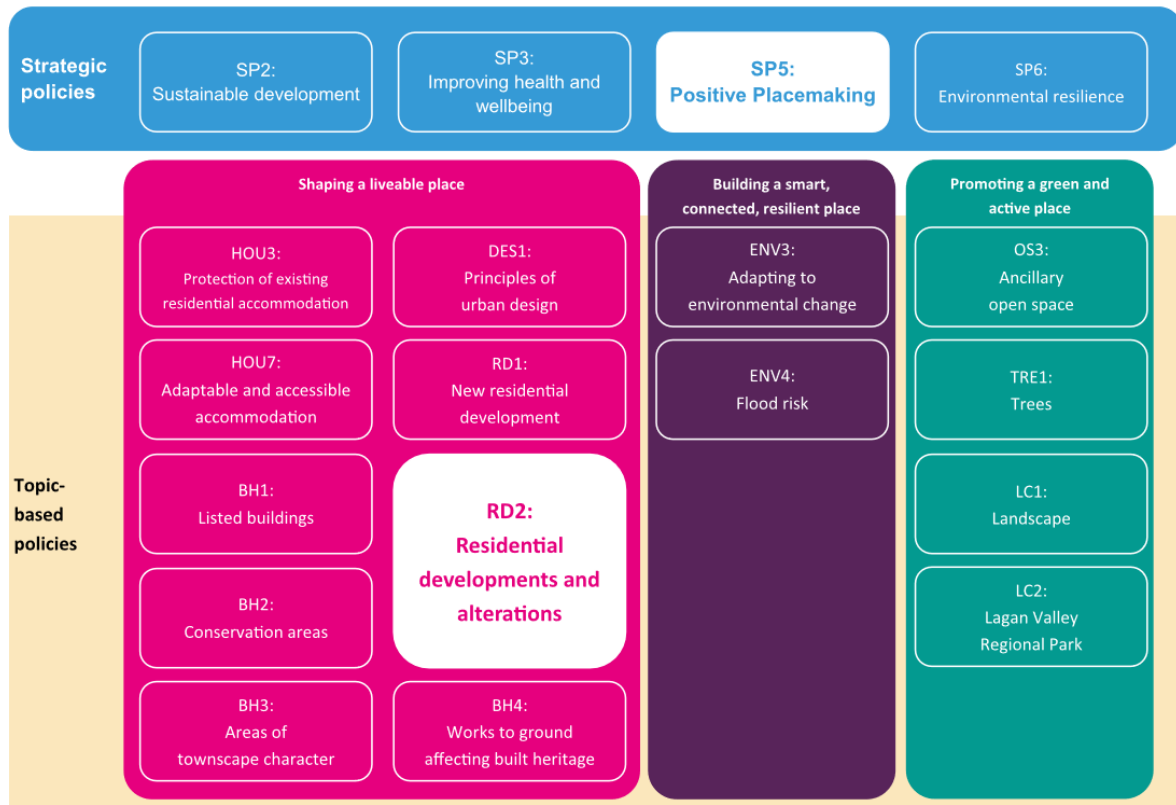 Strategic
policies
SP2:
Sustainable development
SP3:
Improving health and
wellbeing
SP5:
Positive Placemaking
SP6:
Environmental resilience
Shaping a liveable place
Building a smart,
connected, resilient place
Promoting a green and
active place
Topic-
based
policies
HOU3:
Protection of existing
residential accommodation
DES1:
Principles of
urban design
ENV3:
Adapting to
environmental change
OS3:
Ancillary
open space
HOU7:
Adaptable and accessible
accommodation
RD1:
New residential
development
ENV4:
Flood risk
TRE1:
Trees
BH1:
Listed buildings
RD2:
Residential
developments and
alterations
LC1:
Landscape
BH2:
Conservation areas
LC2:
Lagan Valley
Regional Park
BH3:
Areas of
townscape character
BH4:
Works to ground
affecting built heritage